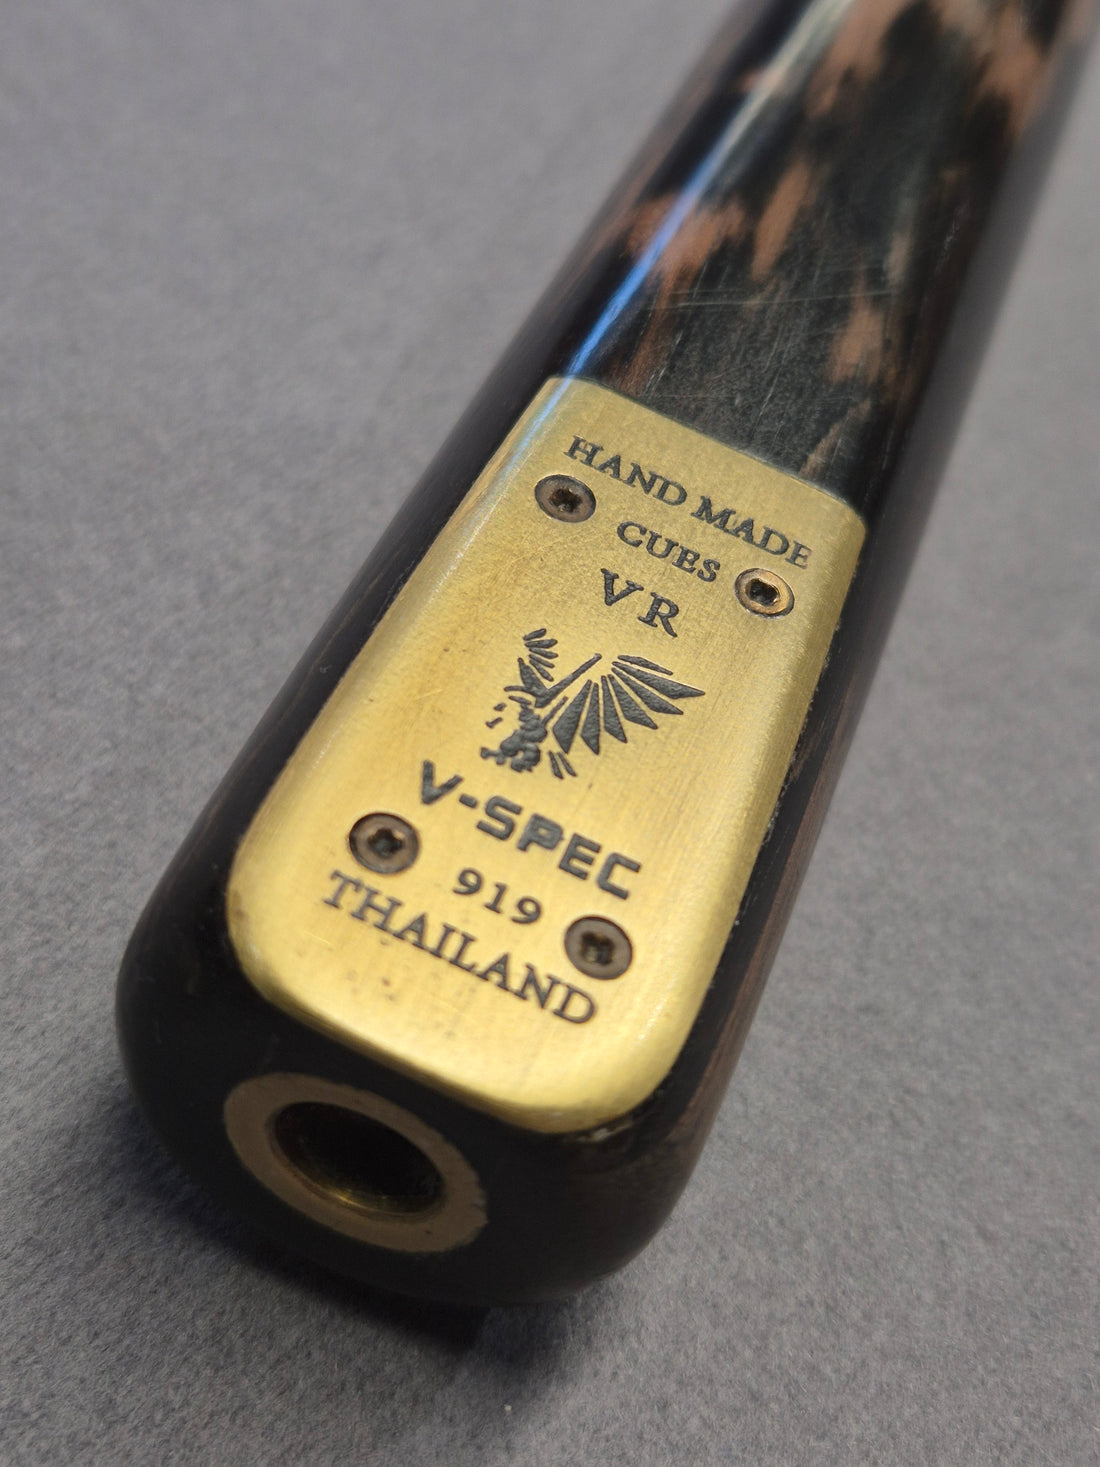 HAND MADE
CUES
VR
V-SPEC
919
THAILAND